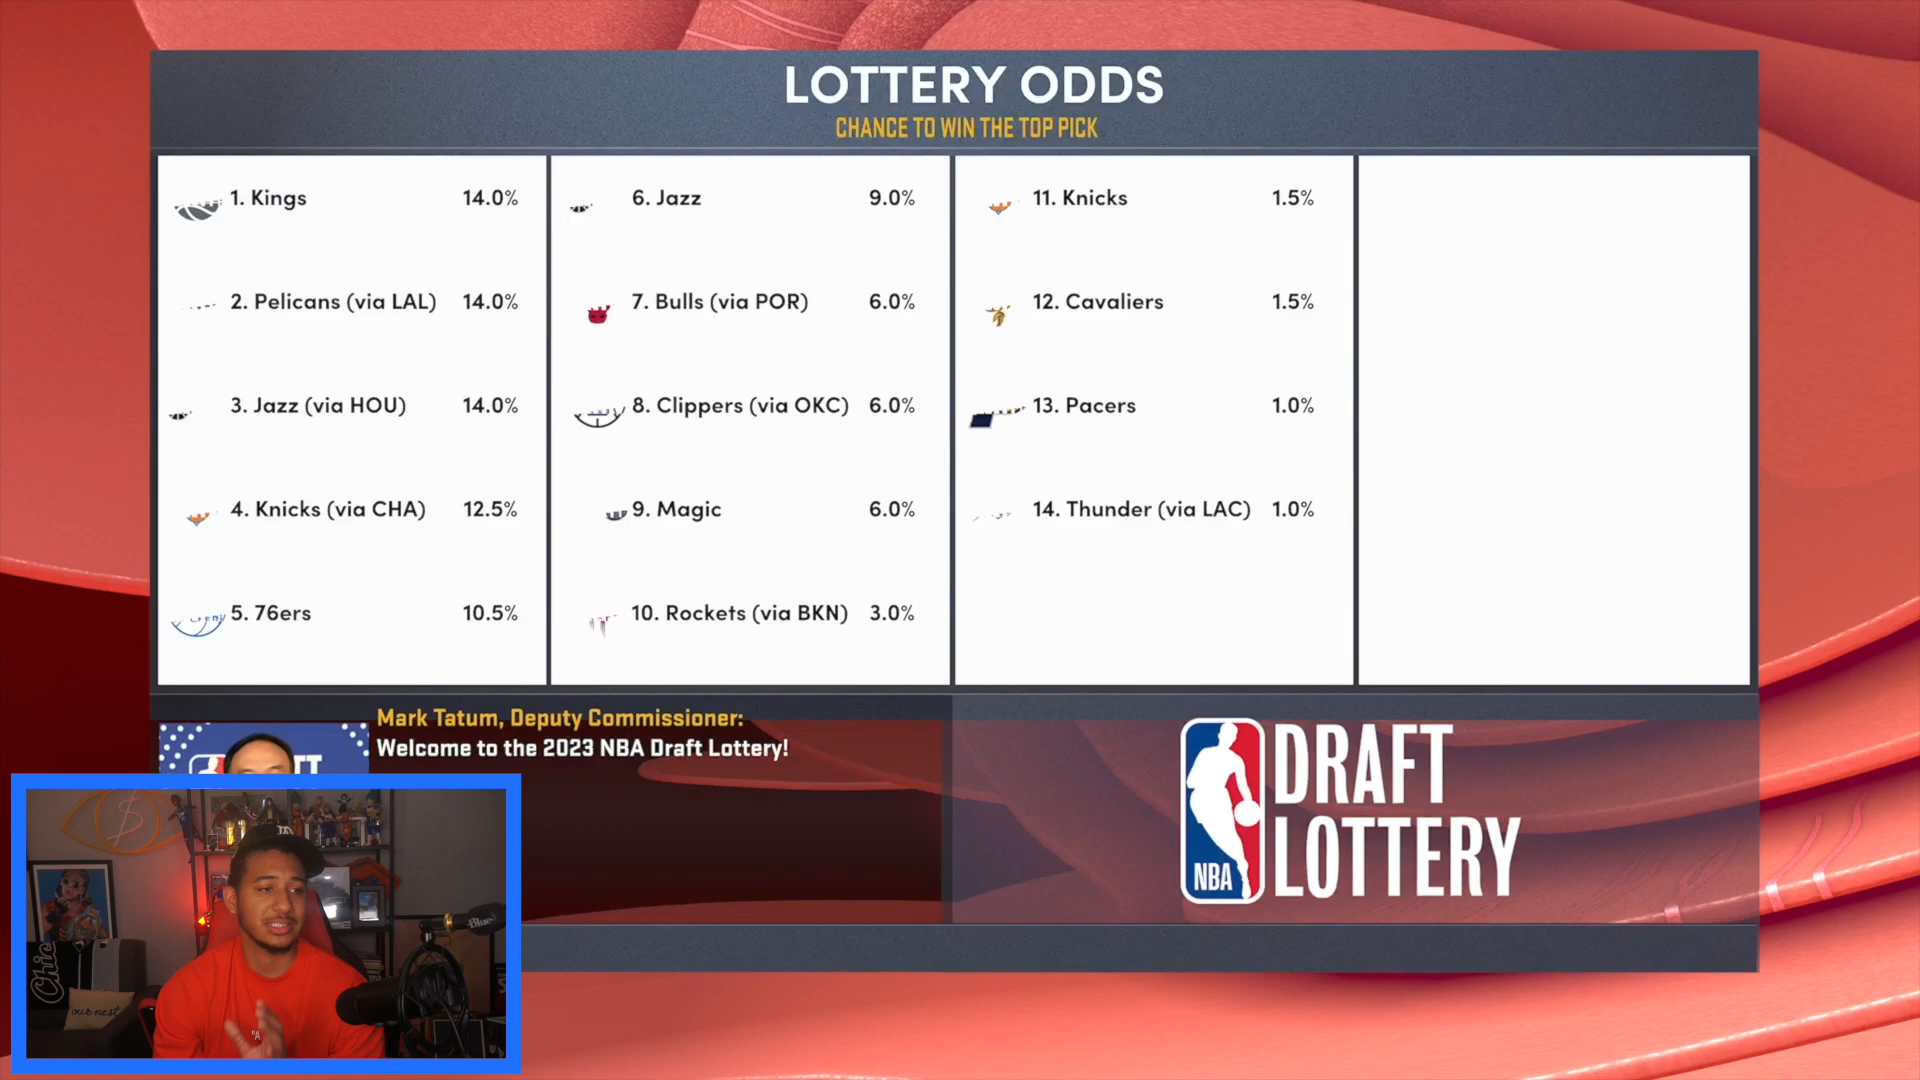 LOTTERY ODDS
CHANCE TO WIN THE TOP PICK
1. Kings 14.0%
2. Pelicans (via LAL) 14.0%
3. Jazz (via HOU) 14.0%
4. Knicks (via CHA) 12.5%
5. 76ers 10.5%
6. Jazz 9.0%
7. Bulls (via POR) 6.0%
8. Clippers (via OKC) 6.0%
9. Magic 6.0%
10. Rockets (via BKN) 3.0%
11. Knicks 1.5%
12. Cavaliers 1.5%
13. Pacers 1.0%
14. Thunder (via LAC) 1.0%
Mark Tatum, Deputy Commissioner:
Welcome to the 2023 NBA Draft Lottery!
NBA
DRAFT
LOTTERY
Chic
our nest
Blue
"A